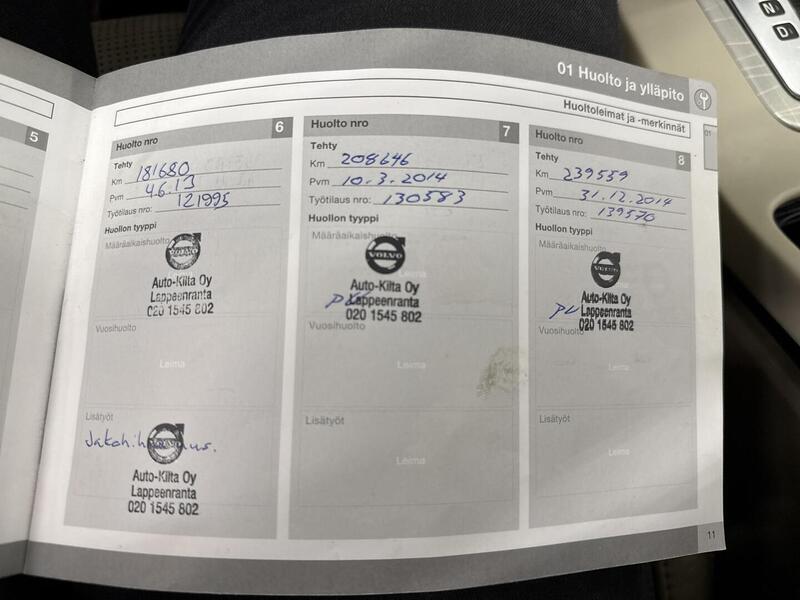 01 Huolto ja ylläpito
Huoltoleimat ja -merkinnät
01
5
Huolto nro 6
Tehty
Km 181680
Pvm 4.6.13
Työtilaus nro: 121995
Huollon tyyppi
Määräaikaishuolto
VOLVO
Leima
Auto-Kilta Oy
Lappeenranta
020 1545 802
Vuosihuolto
Leima
Lisätyöt
VOLVO
Auto-Kilta Oy
Lappeenranta
020 1545 802
Huolto nro 7
Tehty
Km 208646
Pvm 10.3.2014
Työtilaus nro: 130583
Huollon tyyppi
Määräaikaishuolto
VOLVO
Leima
Auto-Kilta Oy
Lappeenranta
020 1545 802
Vuosihuolto
Leima
Lisätyöt
Leima
Huolto nro 8
Tehty
Km 239559
Pvm 31.12.2014
Työtilaus nro: 139570
Huollon tyyppi
Määräaikaishuolto
VOLVO
Leima
Auto-Kilta Oy
PL Lappeenranta
020 1545 802
Vuosihuolto
Leima
Lisätyöt
Leima
11
N
D